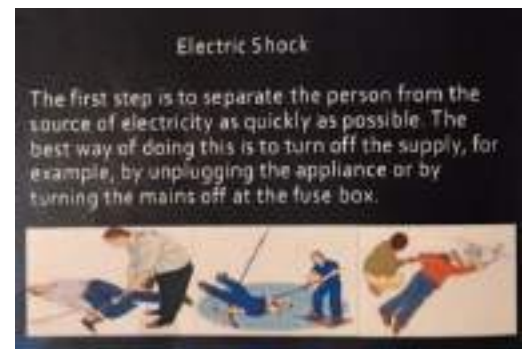 Electric Shock
The first step is to separate the person from the
source of electricity as quickly as possible. The
best way of doing this is to turn off the supply, for
example, by unplugging the appliance or by
turning the mains off at the fuse box.